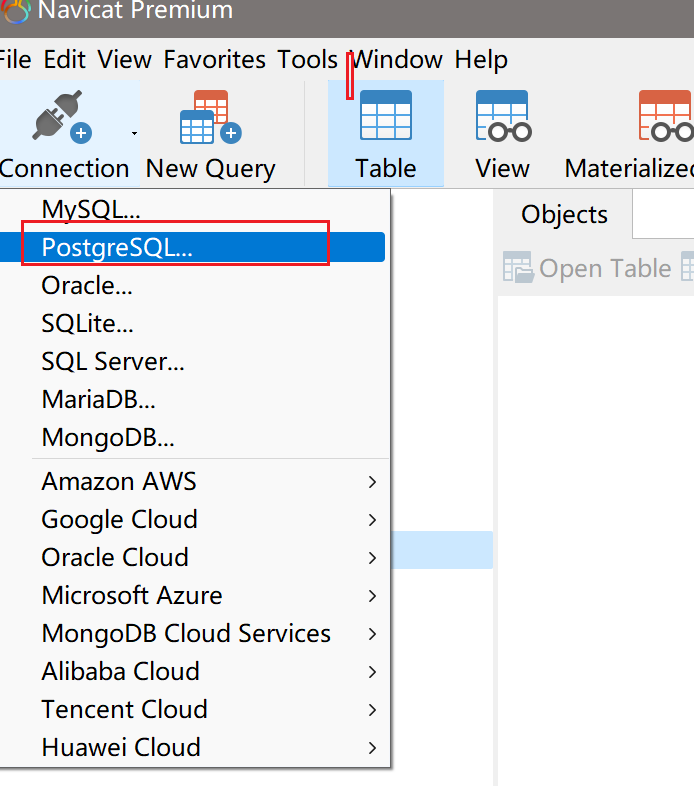 Navicat Premium
File Edit View Favorites Tools Window Help
Connection New Query Table View Materialized
MySQL...
Objects
PostgreSQL...
Open Table
Oracle...
SQLite...
SQL Server...
MariaDB...
MongoDB...
Amazon AWS
Google Cloud
Oracle Cloud
Microsoft Azure
MongoDB Cloud Services
Alibaba Cloud
Tencent Cloud
Huawei Cloud